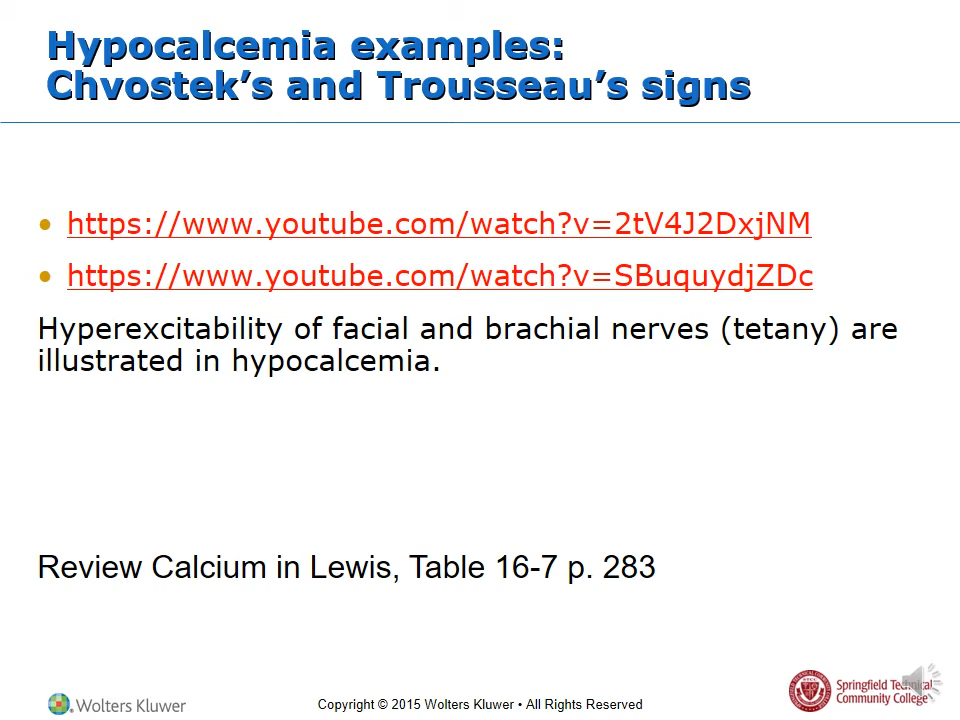 Hypocalcemia examples:
Chvostek's and Trousseau's signs
• https://www.youtube.com/watch?v=2tV4J2DxjNM
• https://www.youtube.com/watch?v=SBuquydjZDc
Hyperexcitability of facial and brachial nerves (tetany) are
illustrated in hypocalcemia.
Review Calcium in Lewis, Table 16-7 p. 283
Wolters Kluwer
Copyright © 2015 Wolters Kluwer • All Rights Reserved
Springfield Technical
Community College